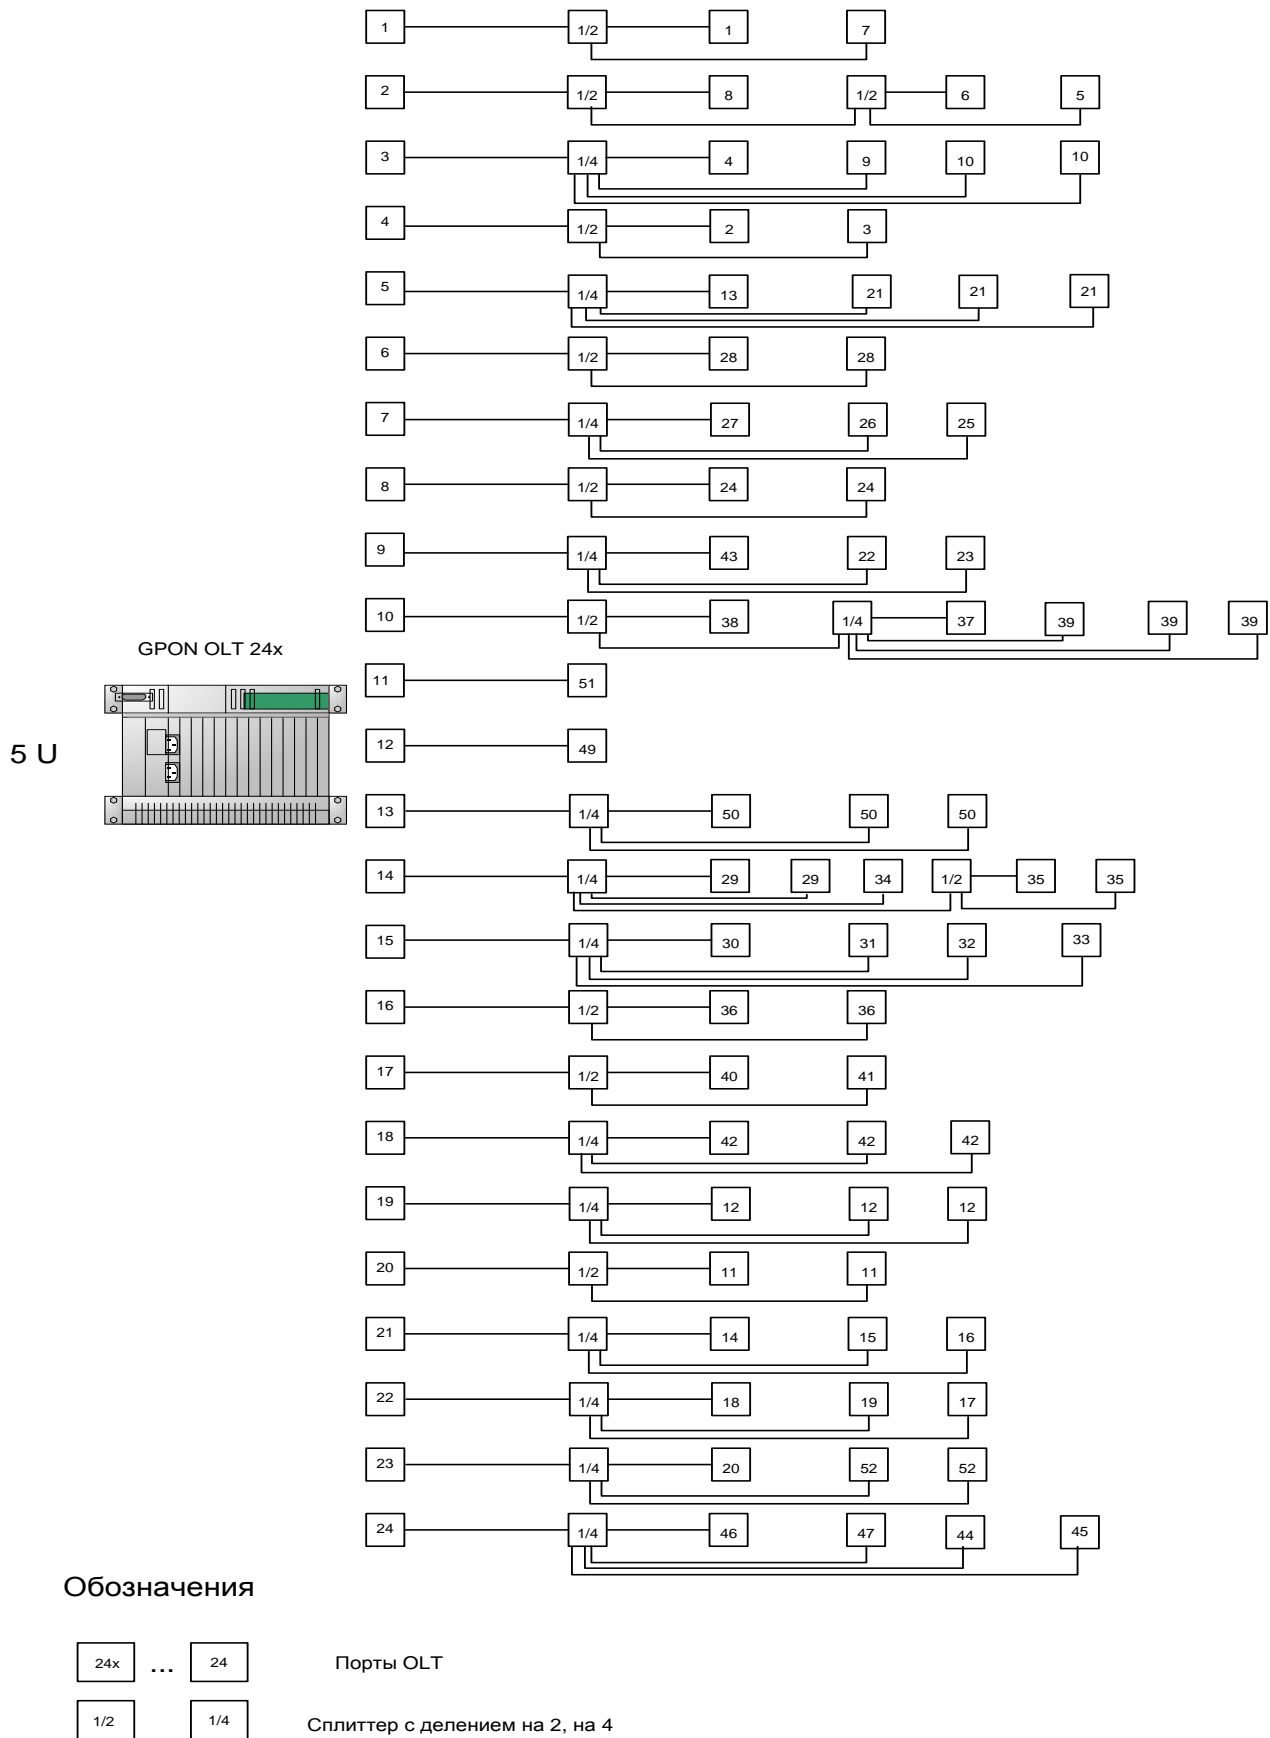 1 1/2 1 7
2 1/2 8 1/2 6 5
3 1/4 4 9 10 10
4 1/2 2 3
5 1/4 13 21 21 21
6 1/2 28 28
7 1/4 27 26 25
8 1/2 24 24
9 1/4 43 22 23
10 1/2 38 1/4 37 39 39 39
GPON OLT 24x
11 51
5 U
12 49
13 1/4 50 50 50
14 1/4 29 29 34 1/2 35 35
15 1/4 30 31 32 33
16 1/2 36 36
17 1/2 40 41
18 1/4 42 42 42
19 1/4 12 12 12
20 1/2 11 11
21 1/4 14 15 16
22 1/4 18 19 17
23 1/4 20 52 52
24 1/4 46 47 44 45
Обозначения
24x ... 24 Порты OLT
1/2 1/4 Сплиттер с делением на 2, на 4